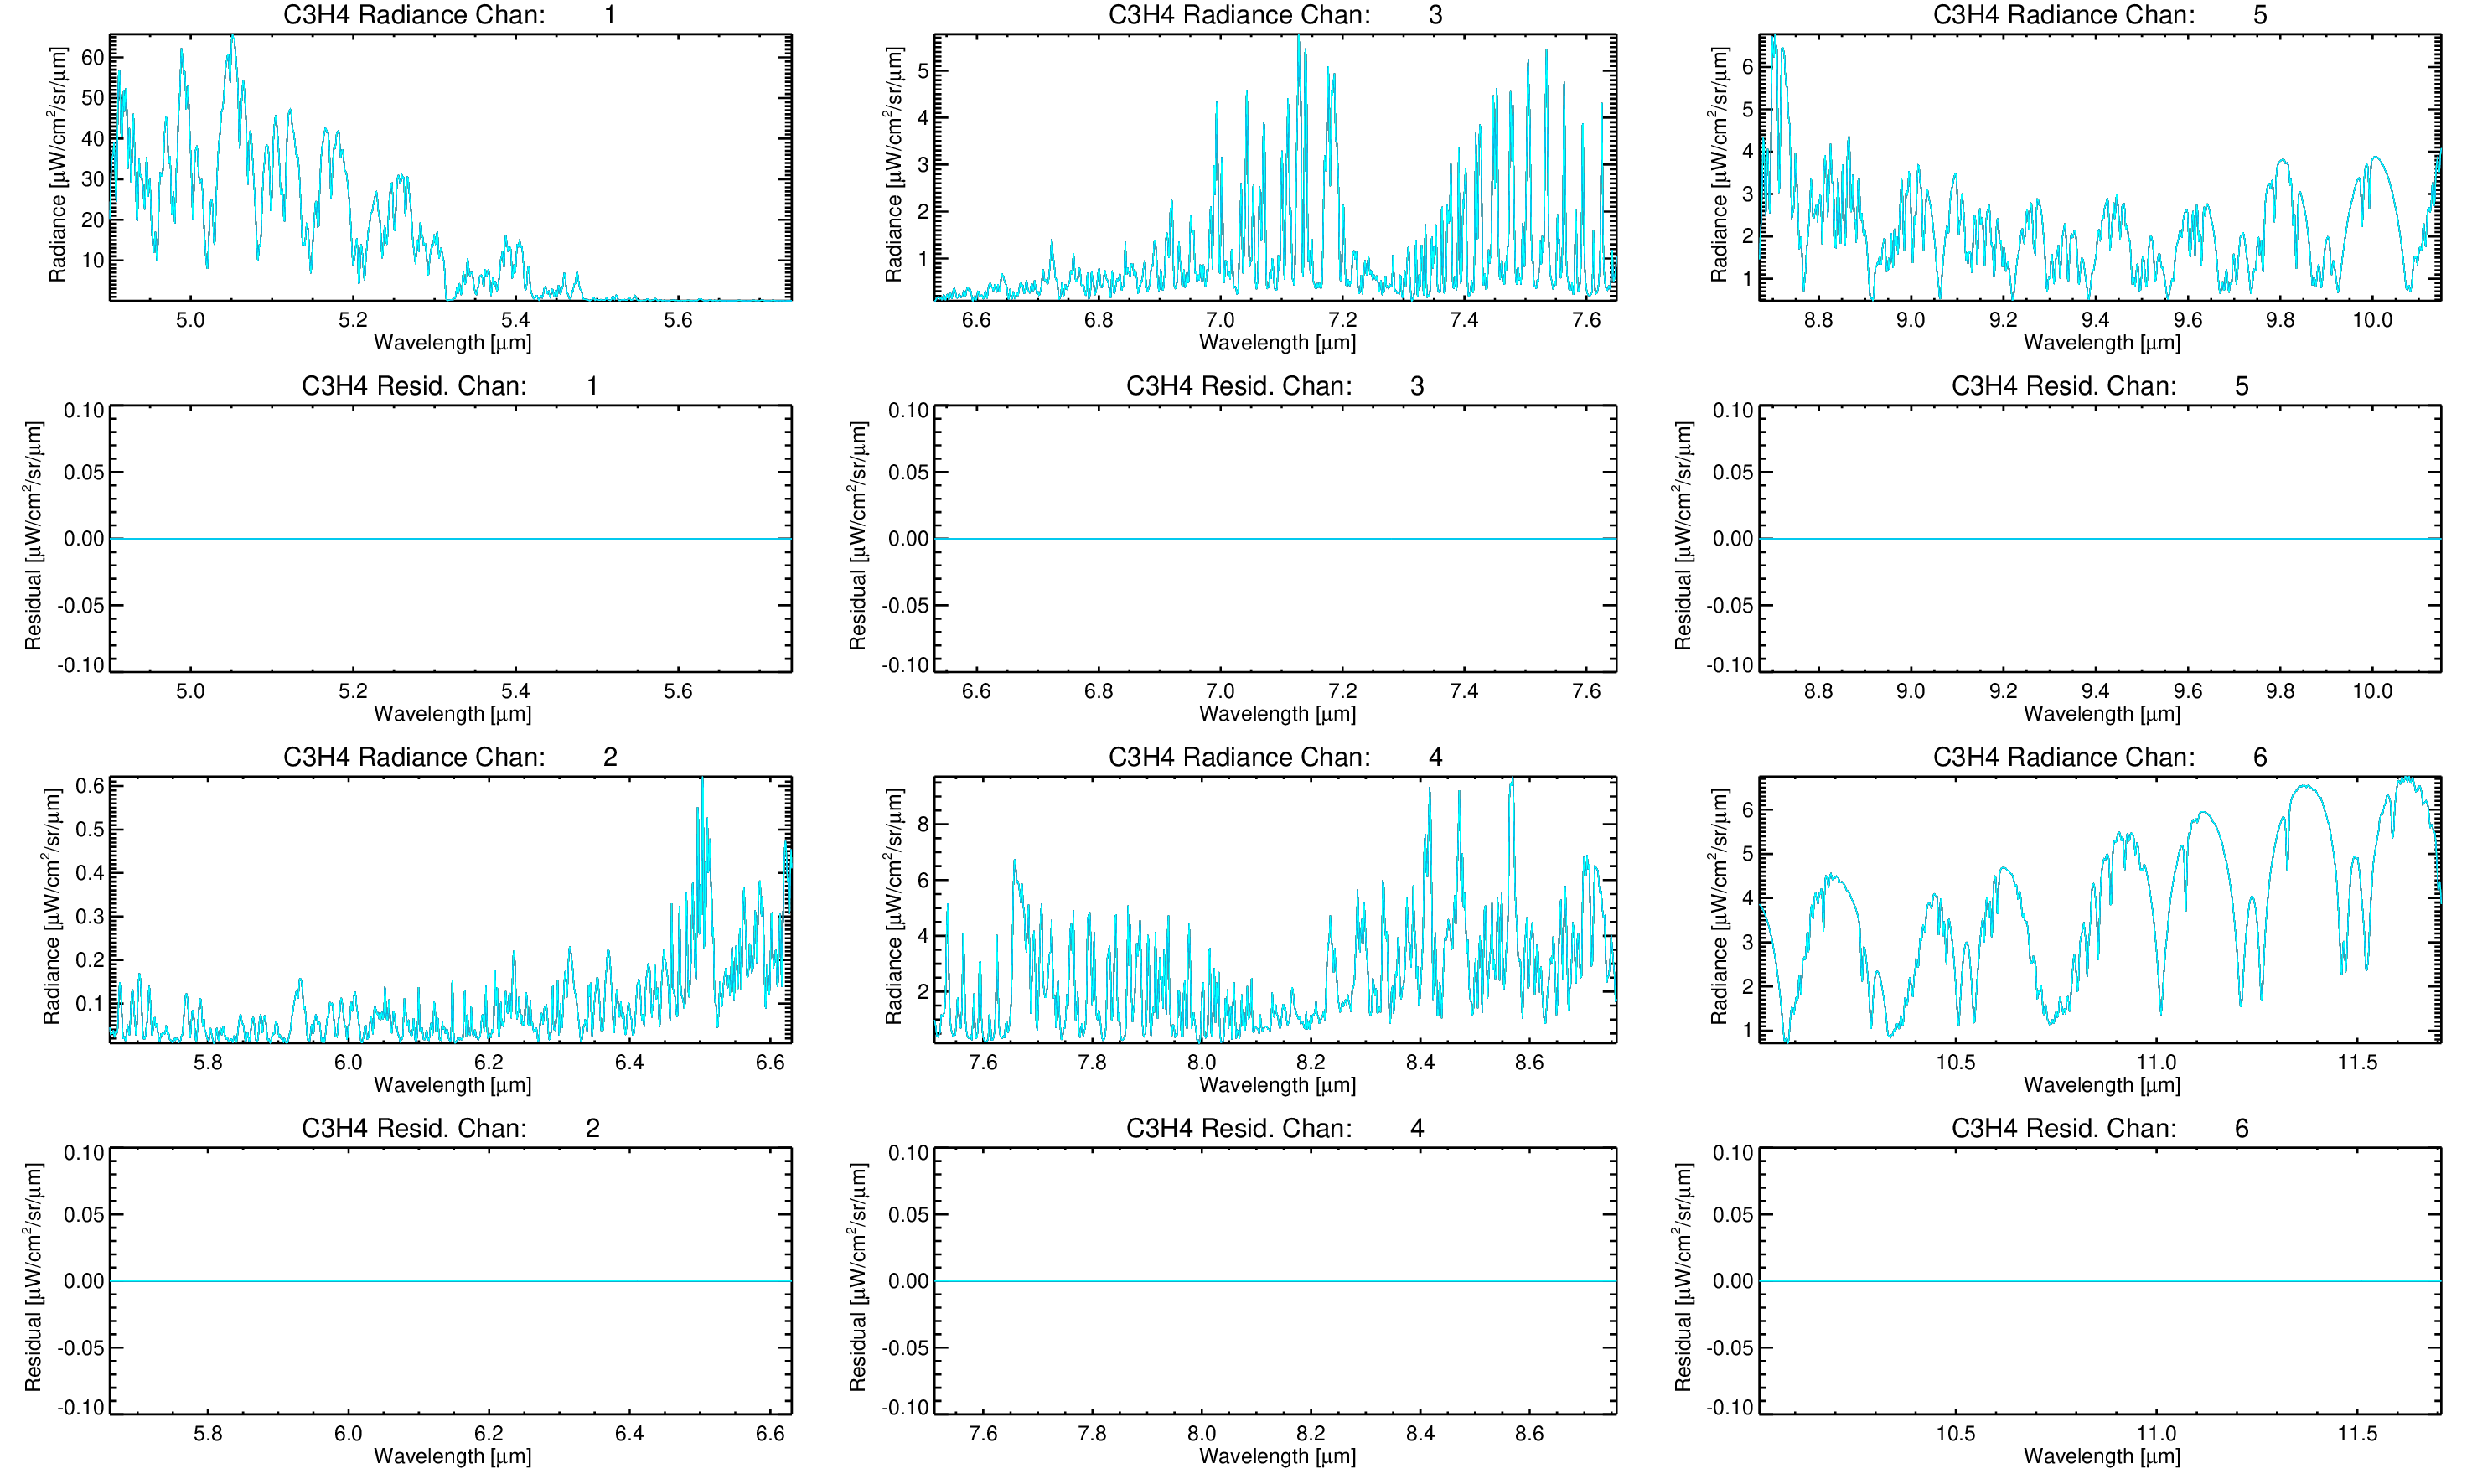 C3H4 Radiance Chan: 1
Radiance [μW/cm²/sr/μm]
60
50
40
30
20
10
5.0 5.2 5.4 5.6
Wavelength [μm]
C3H4 Radiance Chan: 3
Radiance [μW/cm²/sr/μm]
5
4
3
2
1
6.6 6.8 7.0 7.2 7.4 7.6
Wavelength [μm]
C3H4 Radiance Chan: 5
Radiance [μW/cm²/sr/μm]
6
5
4
3
2
1
8.8 9.0 9.2 9.4 9.6 9.8 10.0
Wavelength [μm]
C3H4 Resid. Chan: 1
Residual [μW/cm²/sr/μm]
0.10
0.05
0.00
-0.05
-0.10
5.0 5.2 5.4 5.6
Wavelength [μm]
C3H4 Resid. Chan: 3
Residual [μW/cm²/sr/μm]
0.10
0.05
0.00
-0.05
-0.10
6.6 6.8 7.0 7.2 7.4 7.6
Wavelength [μm]
C3H4 Resid. Chan: 5
Residual [μW/cm²/sr/μm]
0.10
0.05
0.00
-0.05
-0.10
8.8 9.0 9.2 9.4 9.6 9.8 10.0
Wavelength [μm]
C3H4 Radiance Chan: 2
Radiance [μW/cm²/sr/μm]
0.6
0.5
0.4
0.3
0.2
0.1
5.8 6.0 6.2 6.4 6.6
Wavelength [μm]
C3H4 Radiance Chan: 4
Radiance [μW/cm²/sr/μm]
8
6
4
2
7.6 7.8 8.0 8.2 8.4 8.6
Wavelength [μm]
C3H4 Radiance Chan: 6
Radiance [μW/cm²/sr/μm]
6
5
4
3
2
1
10.5 11.0 11.5
Wavelength [μm]
C3H4 Resid. Chan: 2
Residual [μW/cm²/sr/μm]
0.10
0.05
0.00
-0.05
-0.10
5.8 6.0 6.2 6.4 6.6
Wavelength [μm]
C3H4 Resid. Chan: 4
Residual [μW/cm²/sr/μm]
0.10
0.05
0.00
-0.05
-0.10
7.6 7.8 8.0 8.2 8.4 8.6
Wavelength [μm]
C3H4 Resid. Chan: 6
Residual [μW/cm²/sr/μm]
0.10
0.05
0.00
-0.05
-0.10
10.5 11.0 11.5
Wavelength [μm]